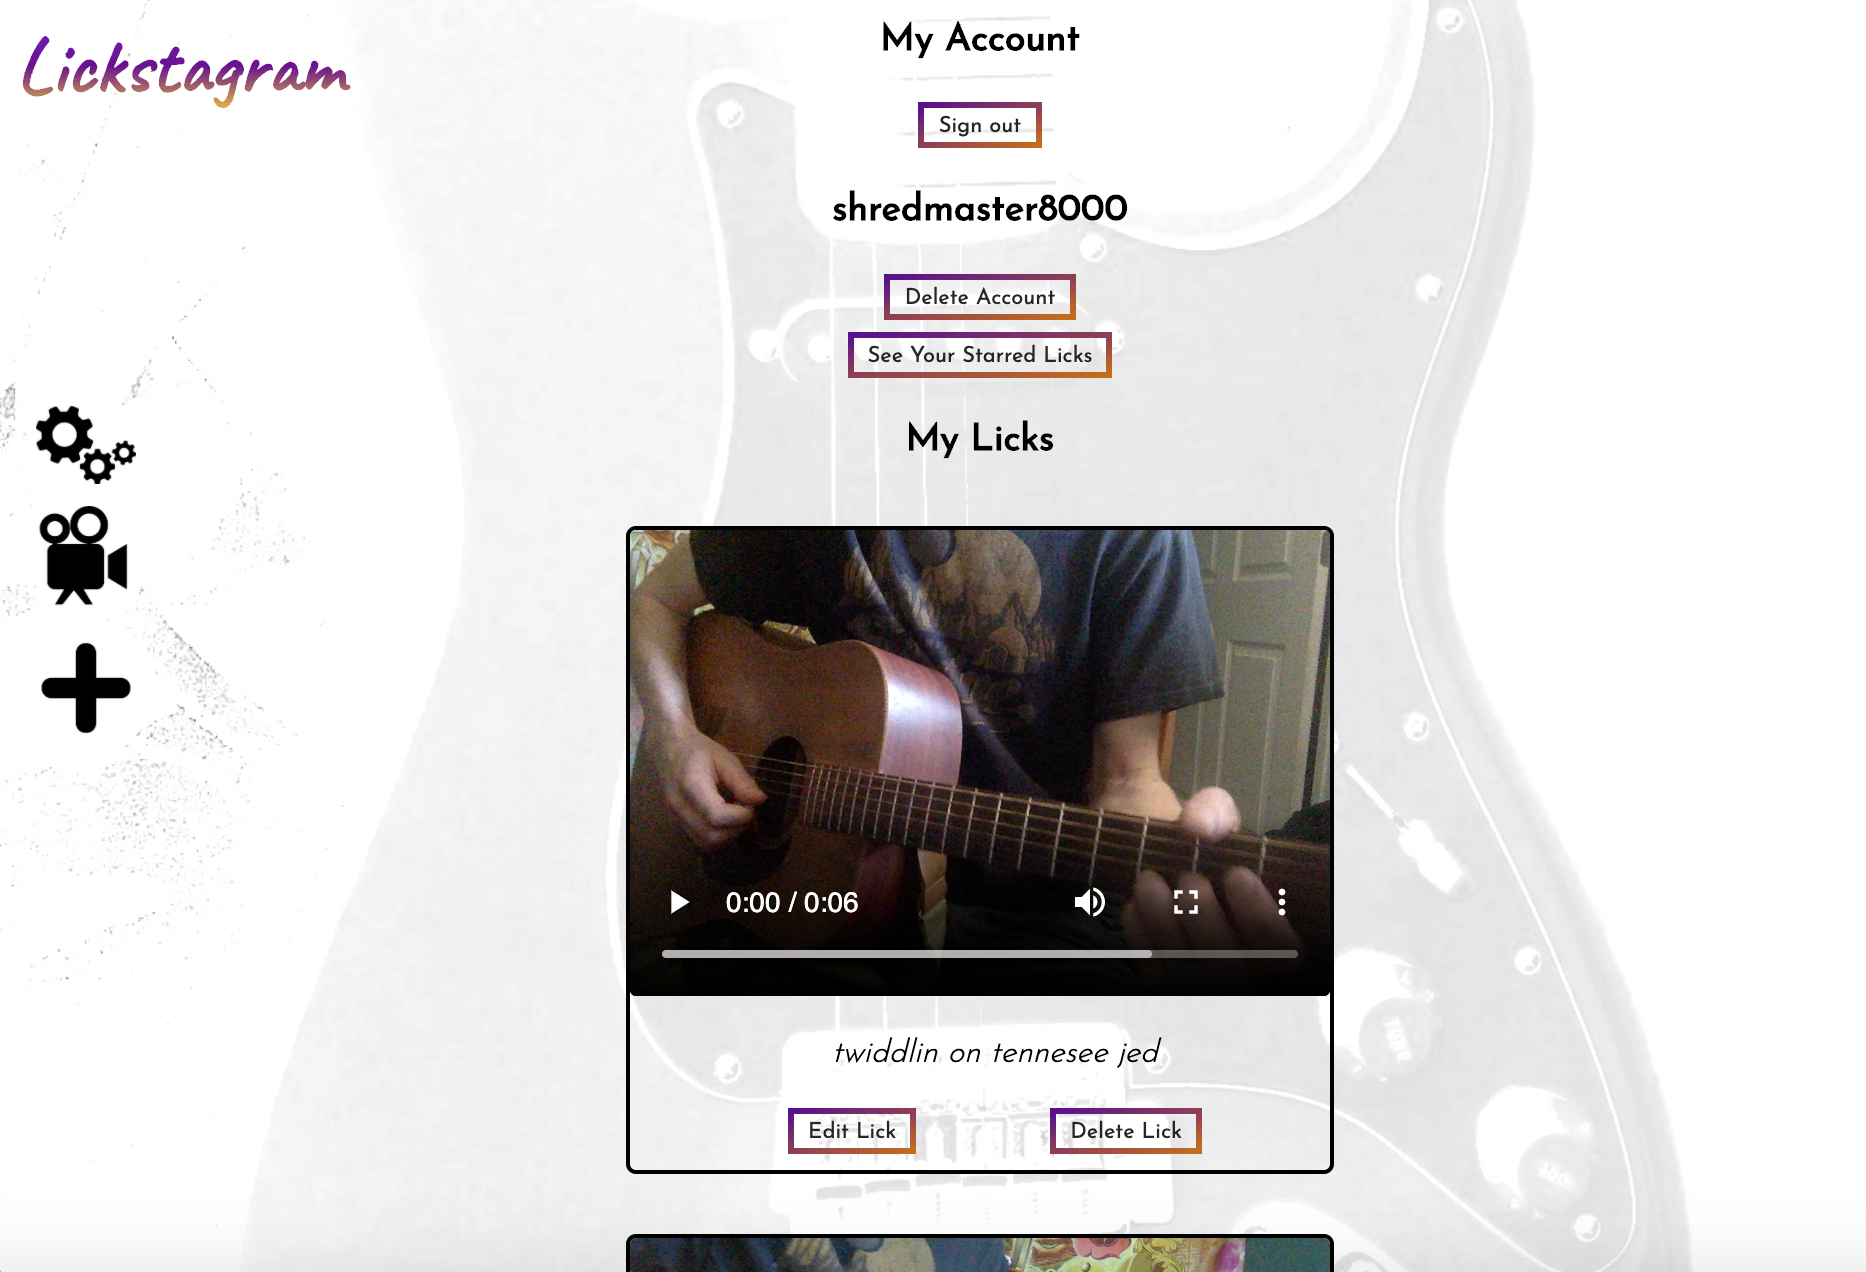 Lickstagram
My Account
Sign out
shredmaster8000
Delete Account
See Your Starred Licks
My Licks
0:00 / 0:06
twiddlin on tennesee jed
Edit Lick
Delete Lick